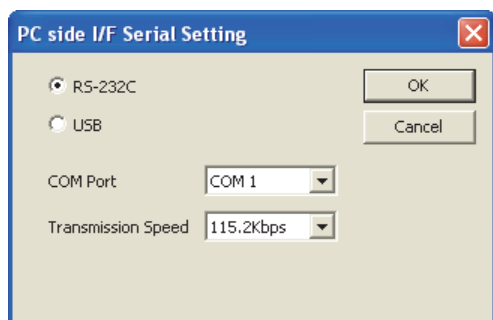 PC side I/F Serial Setting
RS-232C
OK
USB
Cancel
COM Port
COM 1
Transmission Speed
115.2Kbps